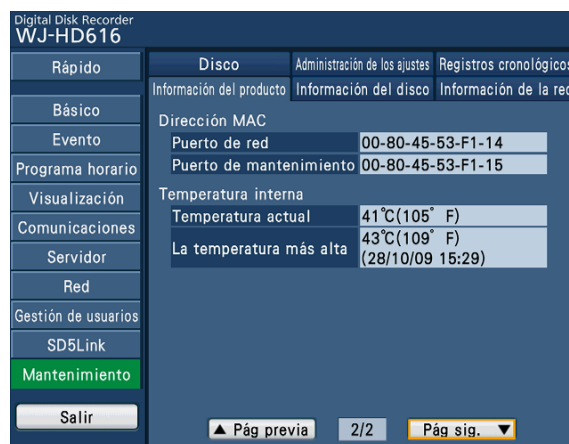 Digital Disk Recorder
WJ-HD616
Rápido
Básico
Evento
Programa horario
Visualización
Comunicaciones
Servidor
Red
Gestión de usuarios
SD5Link
Mantenimiento
Salir
Disco Administración de los ajustes Registros cronológicos
Información del producto Información del disco Información de la red
Dirección MAC
Puerto de red 00-80-45-53-F1-14
Puerto de mantenimiento 00-80-45-53-F1-15
Temperatura interna
Temperatura actual 41℃(105° F)
La temperatura más alta 43℃(109° F)
(28/10/09 15:29)
▲ Pág previa 2/2 Pág sig. ▼